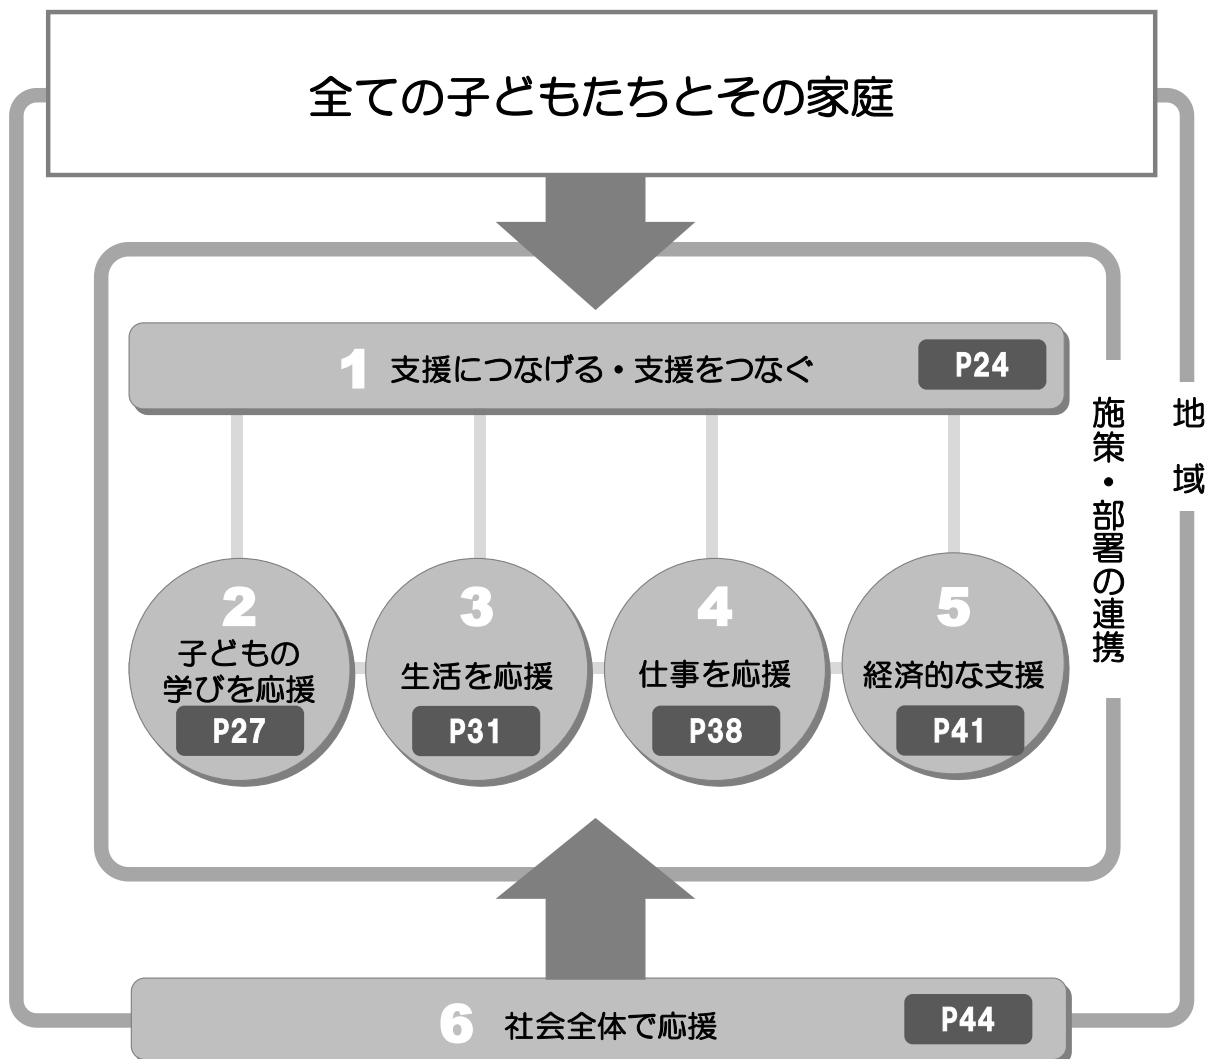 全ての子どもたちとその家庭
1 支援につなげる・支援をつなぐ P24
施策・部署の連携
地域
2
子どもの
学びを応援
P27
3
生活を応援
P31
4
仕事を応援
P38
5
経済的な支援
P41
6 社会全体で応援 P44